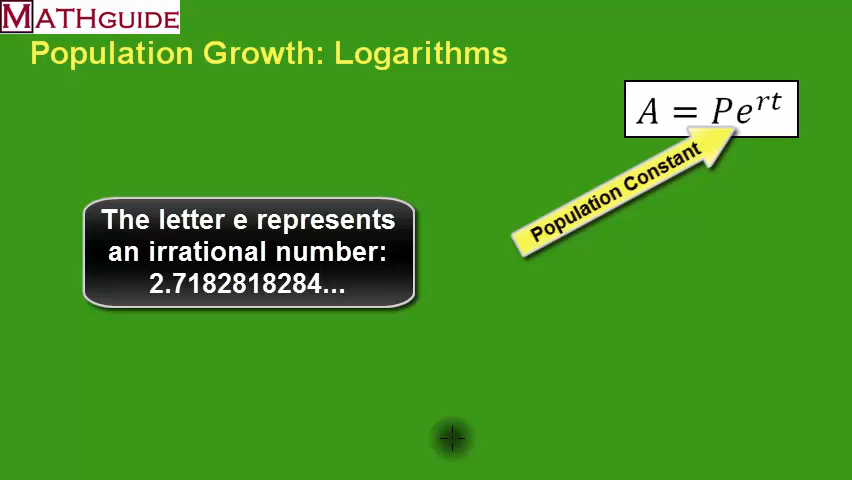 MATHGUIDE
Population Growth: Logarithms
A = Pe^{rt}
Population Constant
The letter e represents
an irrational number:
2.7182818284...